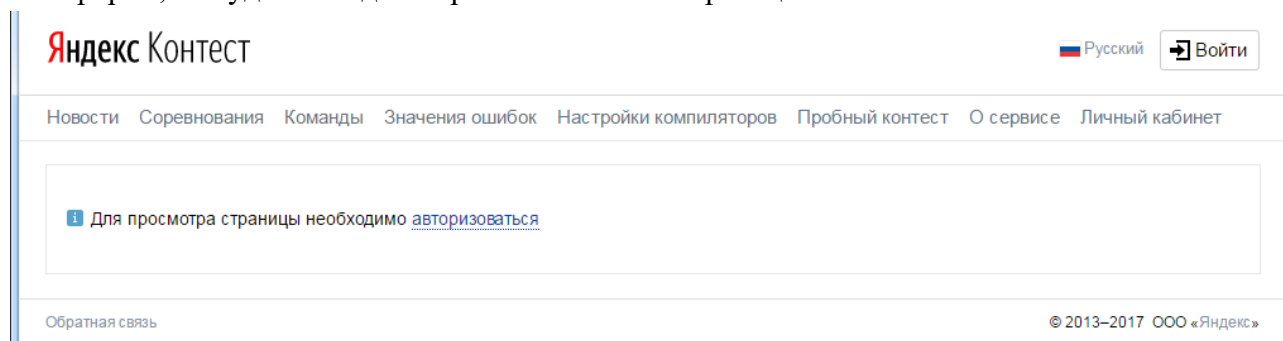 Яндекс Контест
Русский Войти
Новости Соревнования Команды Значения ошибок Настройки компиляторов Пробный контест О сервисе Личный кабинет
Для просмотра страницы необходимо авторизоваться
Обратная связь © 2013–2017 ООО «Яндекс»